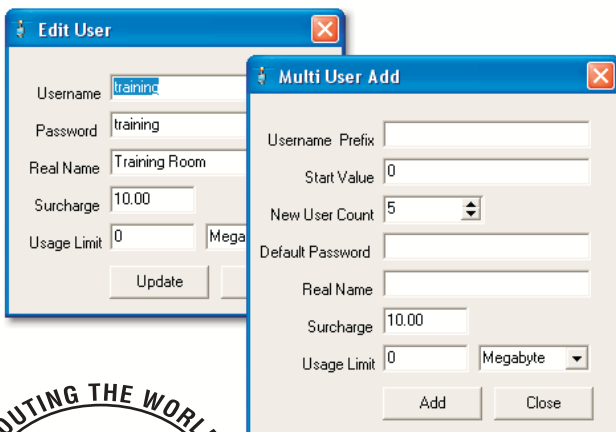 Edit User
Username training
Password training
Real Name Training Room
Surcharge 10.00
Usage Limit 0 Mega
Update
Multi User Add
Username Prefix
Start Value 0
New User Count 5
Default Password
Real Name
Surcharge 10.00
Usage Limit 0 Megabyte
Add Close
THE